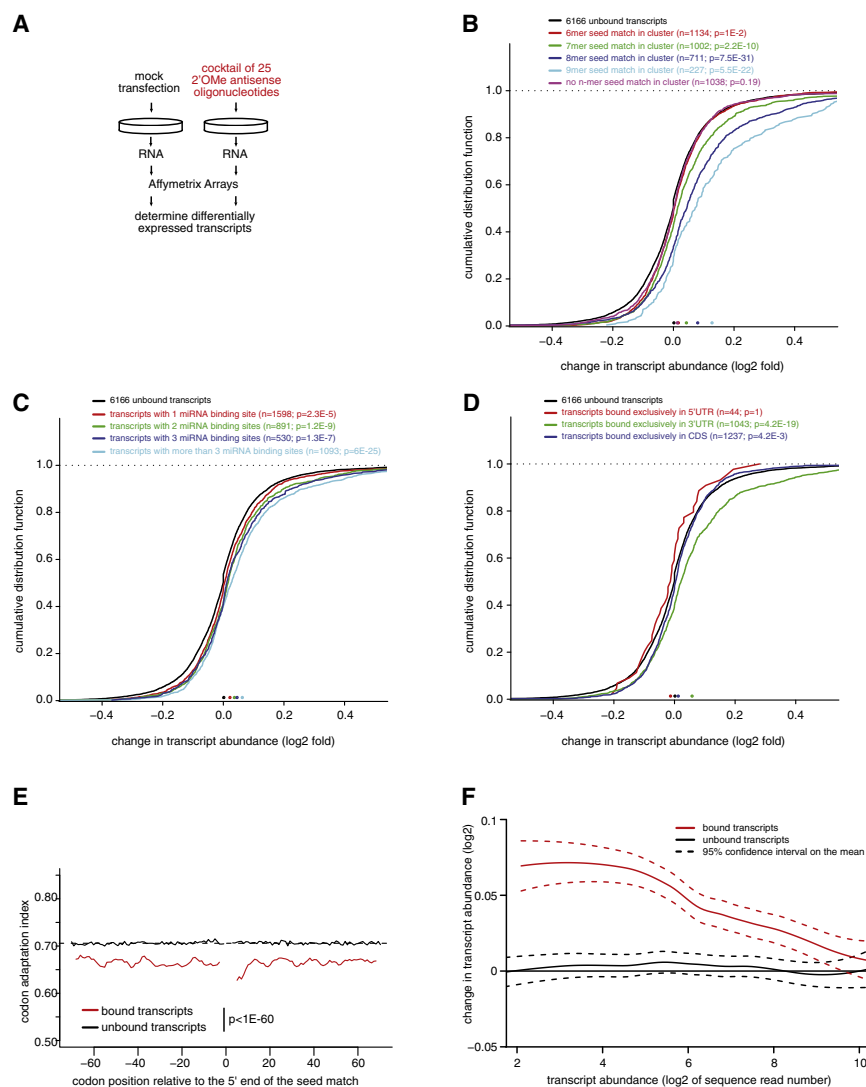 A
mock
transfection
cocktail of 25
2'OMe antisense
oligonucleotides
RNA
RNA
Affymetrix Arrays
determine differentially
expressed transcripts
B
6166 unbound transcripts
6mer seed match in cluster (n=1134; p=1E-2)
7mer seed match in cluster (n=1002; p=2.2E-10)
8mer seed match in cluster (n=711; p=7.5E-31)
9mer seed match in cluster (n=227; p=5.5E-22)
no n-mer seed match in cluster (n=1038; p=0.19)
cumulative distribution function
1.0
0.8
0.6
0.4
0.2
0.0
−0.4
−0.2
0.0
0.2
0.4
change in transcript abundance (log2 fold)
C
6166 unbound transcripts
transcripts with 1 miRNA binding site (n=1598; p=2.3E-5)
transcripts with 2 miRNA binding sites (n=891; p=1.2E-9)
transcripts with 3 miRNA binding sites (n=530; p=1.3E-7)
transcripts with more than 3 miRNA binding sites (n=1093; p=6E-25)
cumulative distribution function
1.0
0.8
0.6
0.4
0.2
0.0
−0.4
−0.2
0.0
0.2
0.4
change in transcript abundance (log2 fold)
D
6166 unbound transcripts
transcripts bound exclusively in 5'UTR (n=44; p=1)
transcripts bound exclusively in 3'UTR (n=1043; p=4.2E-19)
transcripts bound exclusively in CDS (n=1237; p=4.2E-3)
cumulative distribution function
1.0
0.8
0.6
0.4
0.2
0.0
−0.4
−0.2
0.0
0.2
0.4
change in transcript abundance (log2 fold)
E
codon adaptation index
0.80
0.70
0.60
0.50
bound transcripts
unbound transcripts
p<1E-60
−60
−40
−20
0
20
40
60
codon position relative to the 5' end of the seed match
F
change in transcript abundance (log2)
0.1
0.05
0
−0.05
bound transcripts
unbound transcripts
95% confidence interval on the mean
2
4
6
8
10
transcript abundance (log2 of sequence read number)